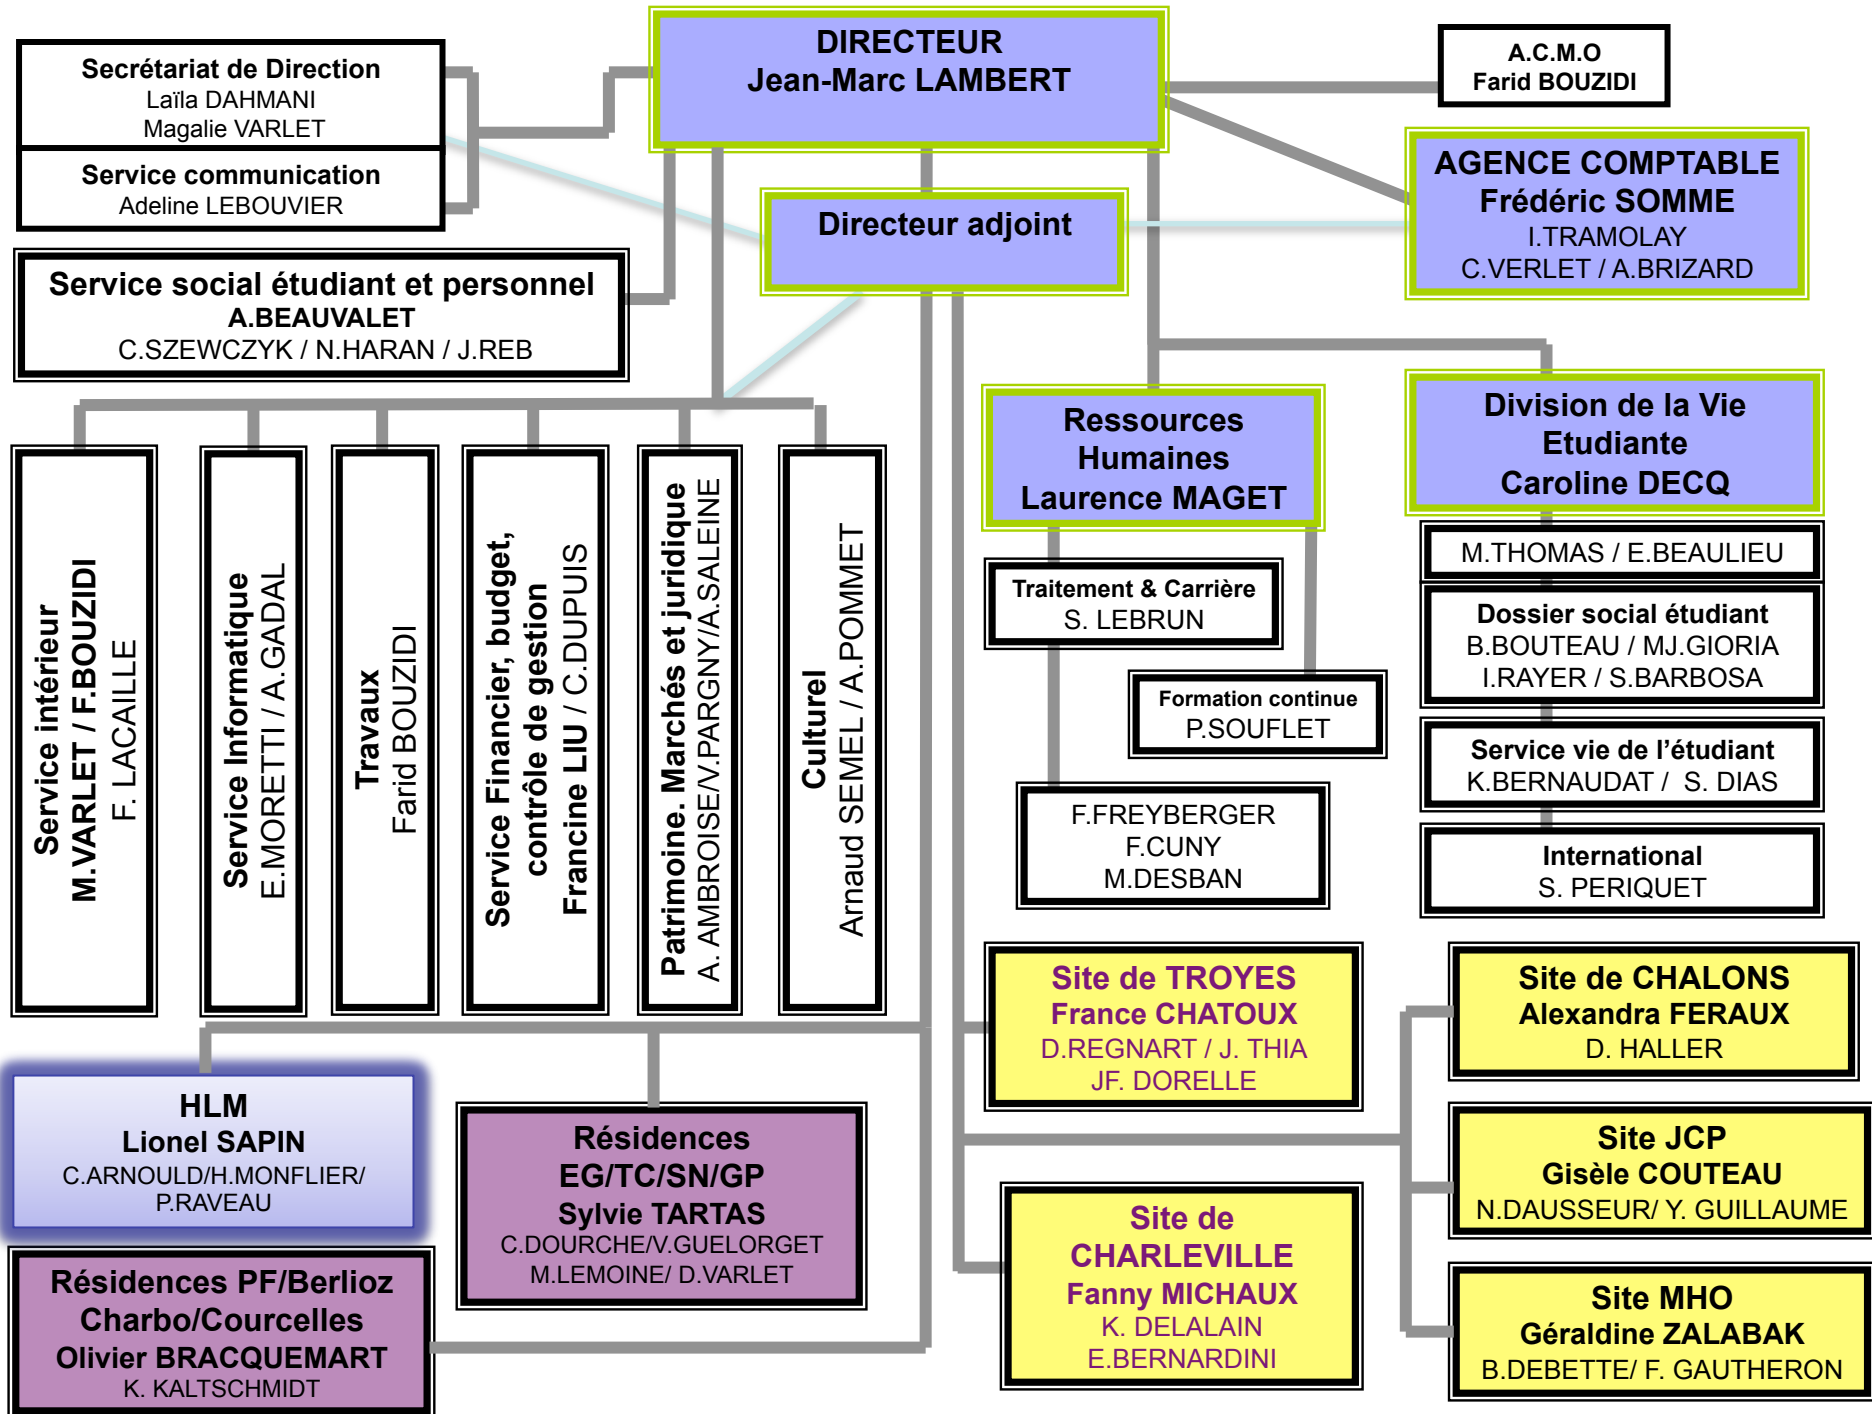 DIRECTEUR
Jean-Marc LAMBERT
Secrétariat de Direction
Laïla DAHMANI
Magalie VARLET
Service communication
Adeline LEBOUVIER
A.C.M.O
Farid BOUZIDI
AGENCE COMPTABLE
Frédéric SOMME
I.TRAMOLAY
C.VERLET / A.BRIZARD
Directeur adjoint
Service social étudiant et personnel
A.BEAUVALET
C.SZEWCZYK / N.HARAN / J.REB
Service intérieur
M.VARLET / F.BOUZIDI
F. LACAILLE
Service Informatique
E.MORETTI / A.GADAL
Travaux
Farid BOUZIDI
Service Financier, budget,
contrôle de gestion
Francine LIU / C.DUPUIS
Patrimoine. Marchés et juridique
A. AMBROISE/V.PARGNY/A.SALEINE
Culturel
Arnaud SEMEL / A.POMMET
Ressources
Humaines
Laurence MAGET
Traitement & Carrière
S. LEBRUN
Formation continue
P.SOUFLET
F.FREYBERGER
F.CUNY
M.DESBAN
Division de la Vie
Etudiante
Caroline DECQ
M.THOMAS / E.BEAULIEU
Dossier social étudiant
B.BOUTEAU / MJ.GIORIA
I.RAYER / S.BARBOSA
Service vie de l’étudiant
K.BERNAUDAT / S. DIAS
International
S. PERIQUET
HLM
Lionel SAPIN
C.ARNOULD/H.MONFLIER/
P.RAVEAU
Résidences
EG/TC/SN/GP
Sylvie TARTAS
C.DOURCHE/V.GUELORGET
M.LEMOINE/ D.VARLET
Résidences PF/Berlioz
Charbo/Courcelles
Olivier BRACQUEMART
K. KALTSCHMIDT
Site de TROYES
France CHATOUX
D.REGNART / J. THIA
JF. DORELLE
Site de
CHARLEVILLE
Fanny MICHAUX
K. DELALAIN
E.BERNARDINI
Site de CHALONS
Alexandra FERAUX
D. HALLER
Site JCP
Gisèle COUTEAU
N.DAUSSEUR/ Y. GUILLAUME
Site MHO
Géraldine ZALABAK
B.DEBETTE/ F. GAUTHERON